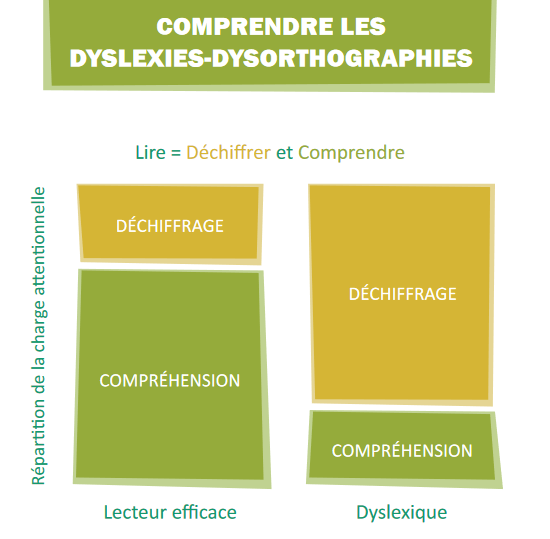 COMPRENDRE LES
DYSLEXIES-DYSORTHOGRAPHIES
Lire = Déchiffrer et Comprendre
Répartition de la charge attentionnelle
DÉCHIFFRAGE
COMPRÉHENSION
Lecteur efficace
DÉCHIFFRAGE
COMPRÉHENSION
Dyslexique